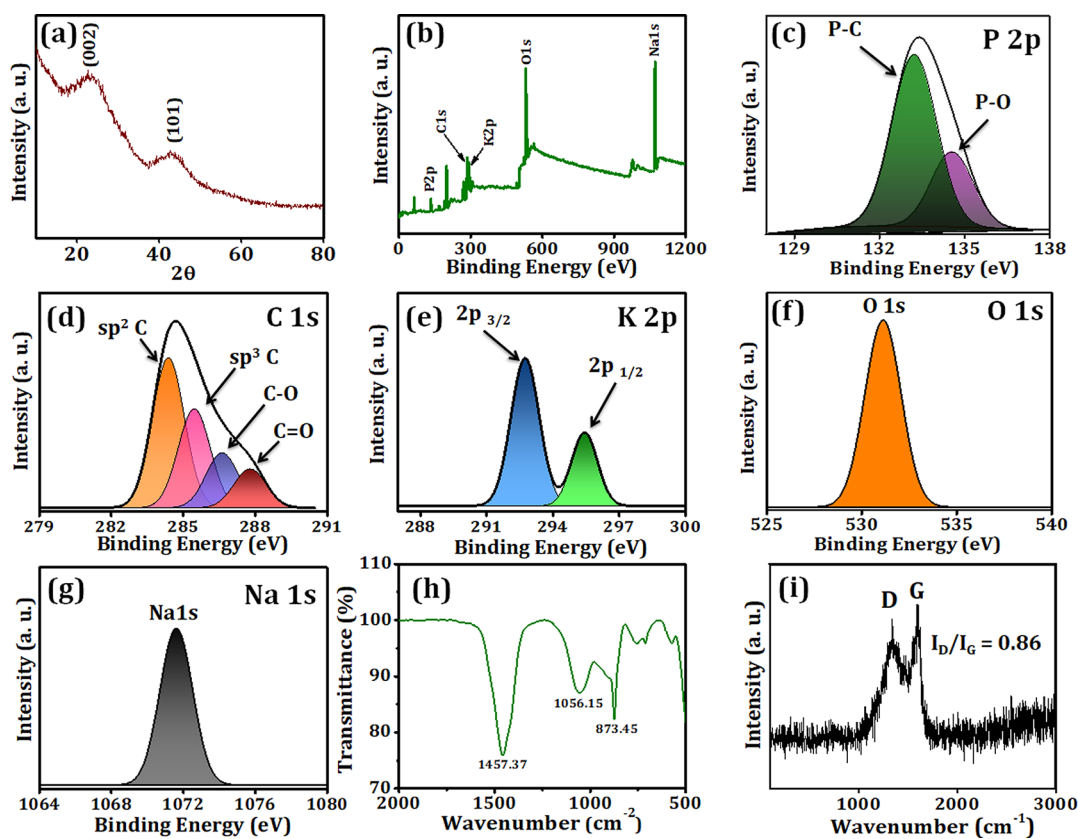 (a)
(002)
(101)
Intensity (a. u.)
20 40 60 80
2θ
(b)
P2p
C1s
K2p
O1s
Na1s
Intensity (a. u.)
0 300 600 900 1200
Binding Energy (eV)
(c)
P 2p
P-C
P-O
Intensity (a. u.)
129 132 135 138
Binding Energy (eV)
(d)
C 1s
sp² C
sp³ C
C-O
C=O
Intensity (a. u.)
279 282 285 288 291
Binding Energy (eV)
(e)
K 2p
2p 3/2
2p 1/2
Intensity (a. u.)
288 291 294 297 300
Binding Energy (eV)
(f)
O 1s
O 1s
Intensity (a. u.)
525 530 535 540
Binding Energy (eV)
(g)
Na 1s
Na1s
Intensity (a. u.)
1064 1068 1072 1076 1080
Binding Energy (eV)
(h)
110
100
90
80
70
Transmittance (%)
1457.37
1056.15
873.45
2000 1500 1000 500
Wavenumber (cm⁻²)
(i)
D G
I_D/I_G = 0.86
Intensity (a. u.)
1000 2000 3000
Wavenumber (cm⁻¹)